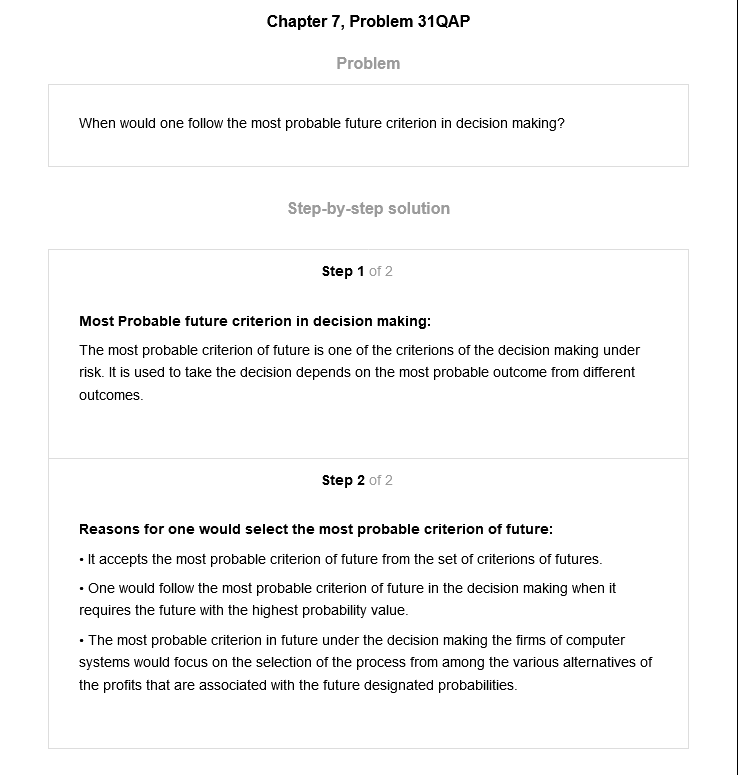 Chapter 7, Problem 31QAP
Problem
When would one follow the most probable future criterion in decision making?
Step-by-step solution
Step 1 of 2
Most Probable future criterion in decision making:
The most probable criterion of future is one of the criterions of the decision making under
risk. It is used to take the decision depends on the most probable outcome from different
outcomes.
Step 2 of 2
Reasons for one would select the most probable criterion of future:
• It accepts the most probable criterion of future from the set of criterions of futures.
• One would follow the most probable criterion of future in the decision making when it
requires the future with the highest probability value.
• The most probable criterion in future under the decision making the firms of computer
systems would focus on the selection of the process from among the various alternatives of
the profits that are associated with the future designated probabilities.